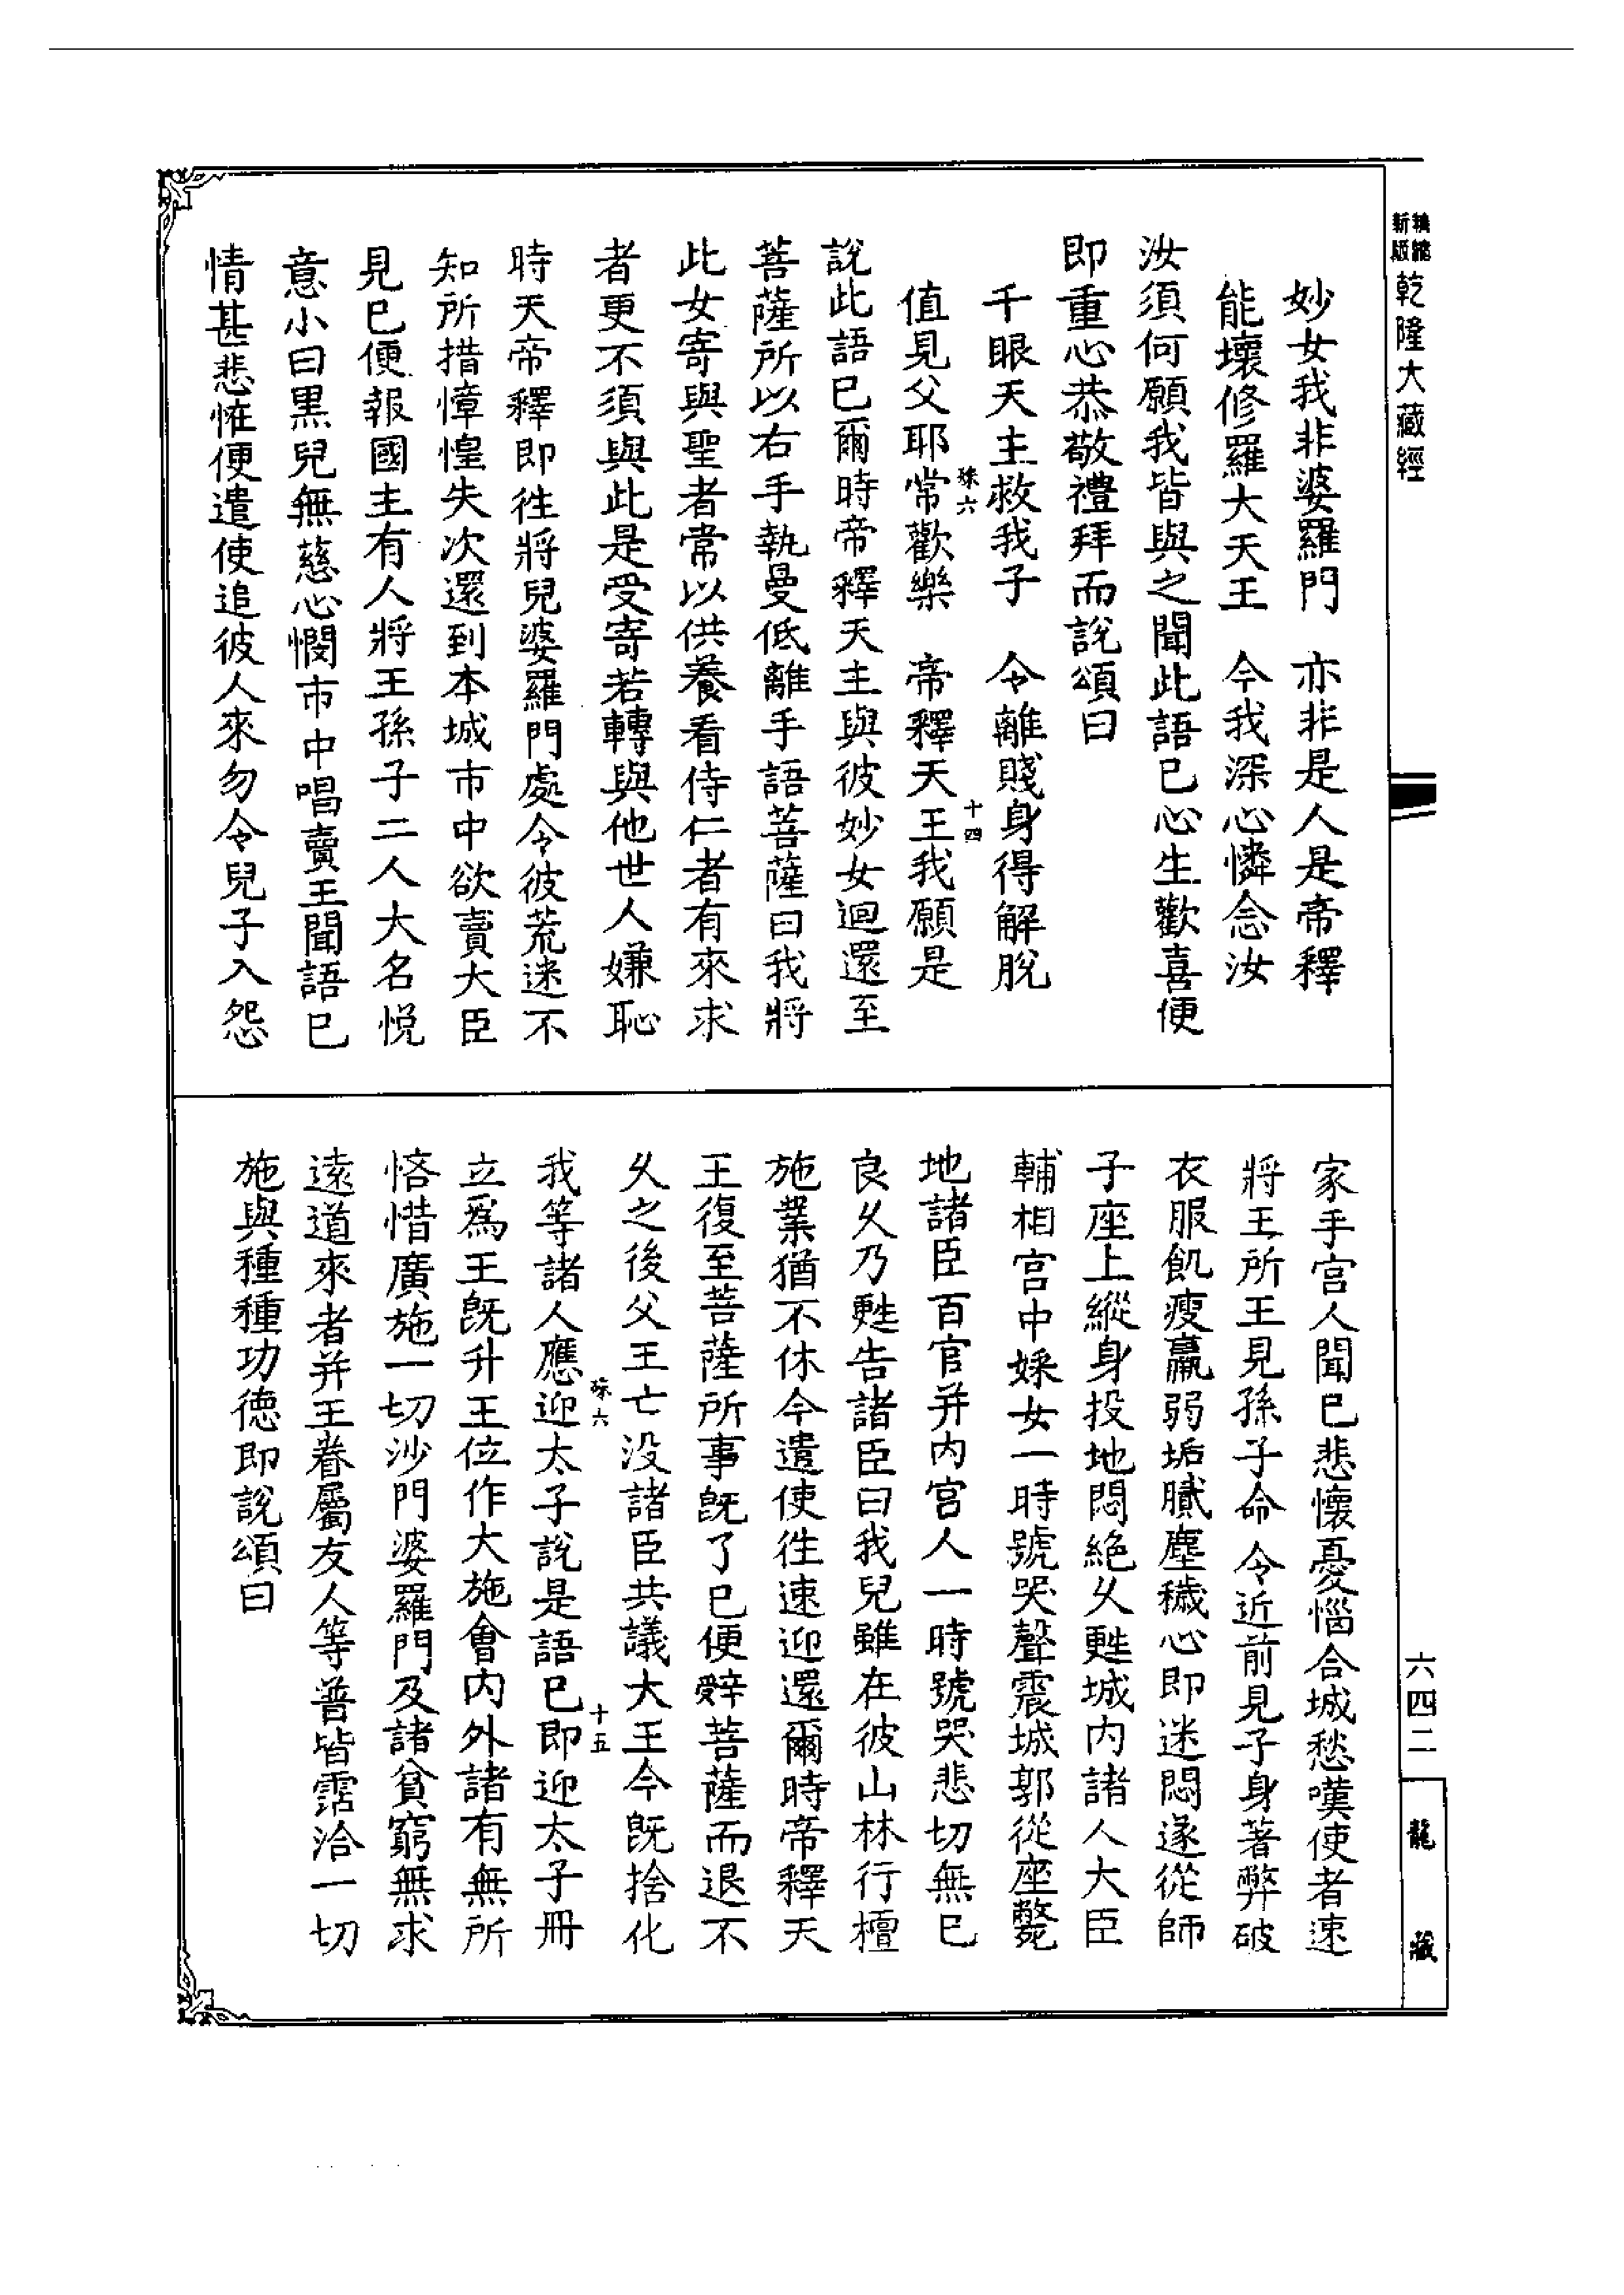 新版
乾隆大藏經
妙女我非婆羅門　亦非是人是帝釋
能壞修羅大天王　今我深心憐念汝
汝須何願我皆與之聞此語已心生歡喜便
即重心恭敬禮拜而說頌曰
千眼天主救我子　令離賤身得解脫
六　十四
值見父耶常歡樂　帝釋天王我願是
說此語已爾時帝釋天主與彼妙女迴還至
菩薩所以右手執曼低離手語菩薩曰我將
此女寄與聖者常以供養看侍仁者有來求
者更不須與此是受寄若轉與他世人嫌恥
時天帝釋即往將兒婆羅門處令彼荒迷不
知所措慞惶失次還到本城市中欲賣大臣
見已便報國主有人將王孫子二人大名悅
意小曰黑兒無慈心憫市中唱賣王聞語已
情甚悲恠便遣使追彼人來勿令兒子入怨
家手宮人聞已悲懷憂惱合城愁嘆使者速
將王所王見孫子命令近前見子身著弊破
衣服飢瘦羸弱垢膩塵穢心即迷悶遂從師
子座上縱身投地悶絕久甦城内諸人大臣
輔相宮中婇女一時號哭聲震城郭從座斃
地諸臣百官并内宮人一時號哭悲切無已
良久乃甦告諸臣曰我兒雖在彼山林行檀
施業猶不休今遣使往速迎還爾時帝釋天
王復至菩薩所事既了已便辭菩薩而退不
久之後父王亡沒諸臣共議大王今既捨化
六　十五
我等諸人應迎太子說是語已即迎太子冊
立爲王既升王位作大施會内外諸有無所
悋惜廣施一切沙門婆羅門及諸貧窮無求
遠道來者并王眷屬友人等普皆霑洽一切
施與種種功德即說頌曰
六四二
龍藏